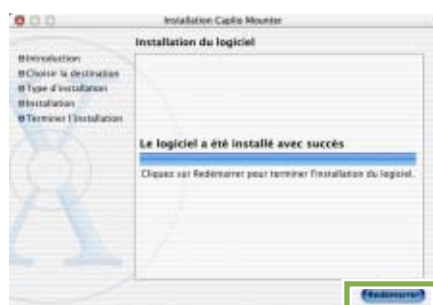 Installation Caplio Mounter
Installation du logiciel
Introduction
Choisir la destination
Type d'installation
Installation
Terminer l'installation
Le logiciel a été installé avec succès
Cliquez sur Redémarrer pour terminer l'installation du logiciel.
Redémarrer